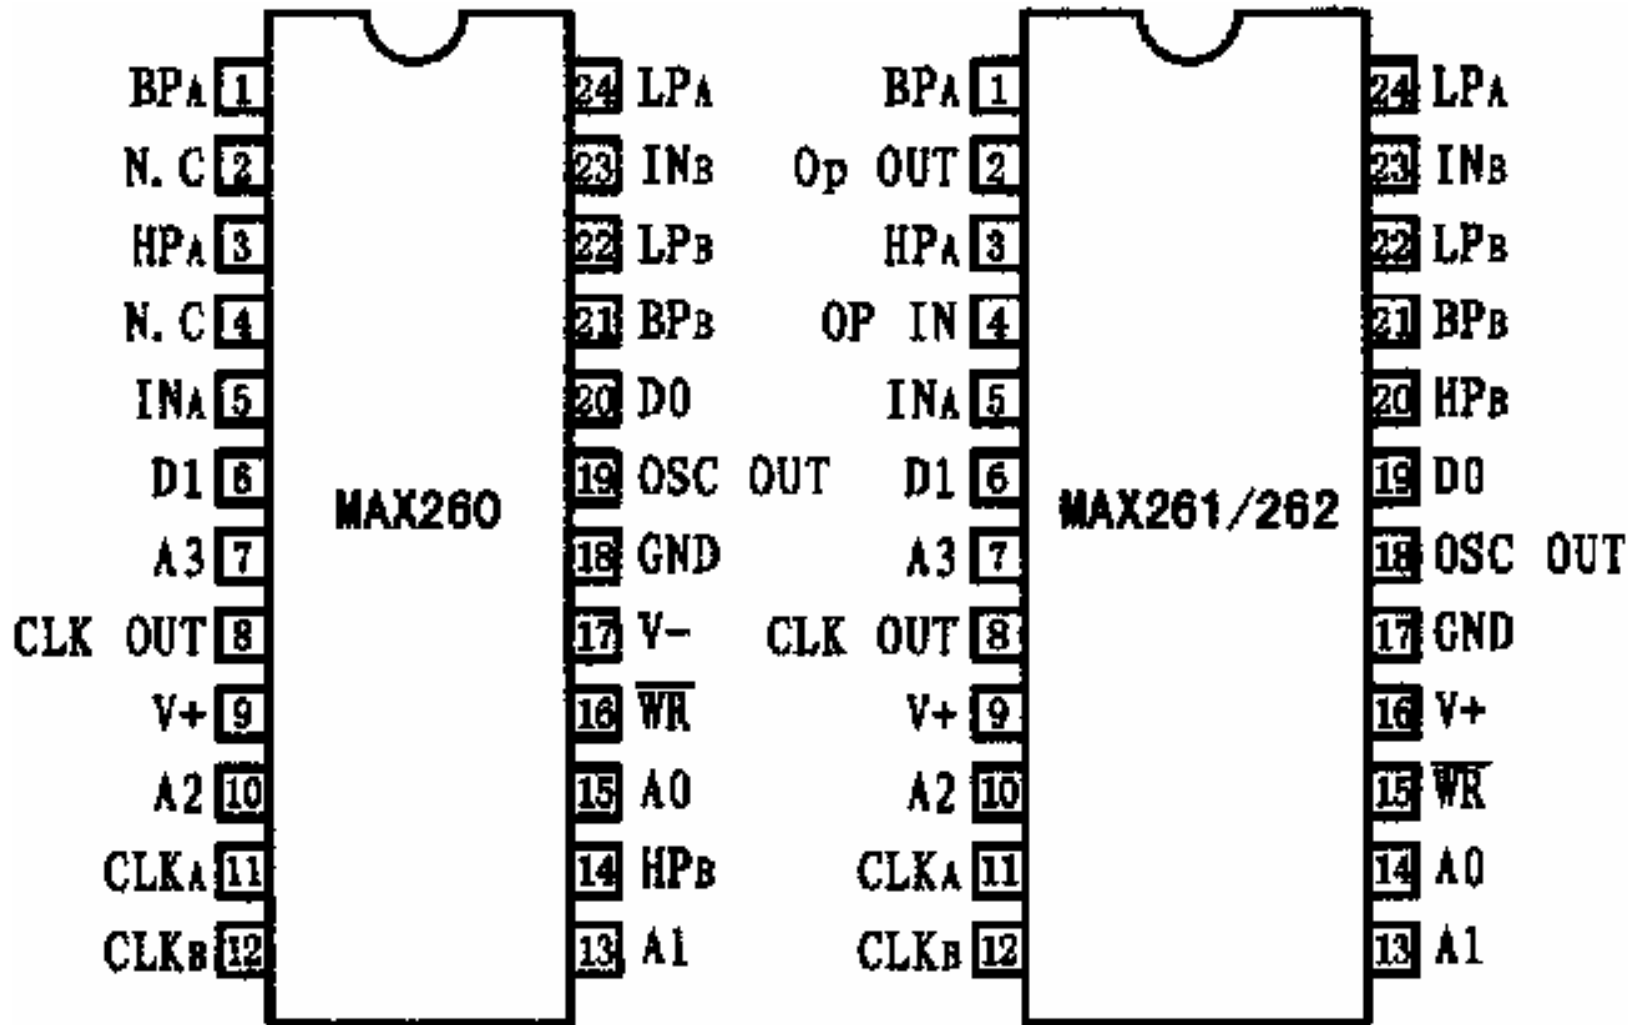 BPA 1 24 LPA BPA 1 24 LPA
N.C 2 23 INB Op OUT 2 23 INB
HPA 3 22 LPB HPA 3 22 LPB
N.C 4 21 BPB OP IN 4 21 BPB
INA 5 20 D0 INA 5 20 HPB
D1 6 19 OSC OUT D1 6 19 D0
MAX260 MAX261/262
A3 7 18 GND A3 7 18 OSC OUT
CLK OUT 8 17 V- CLK OUT 8 17 GND
V+ 9 16 W̅R̅ V+ 9 16 V+
A2 10 15 A0 A2 10 15 W̅R̅
CLKA 11 14 HPB CLKA 11 14 A0
CLKB 12 13 A1 CLKB 12 13 A1